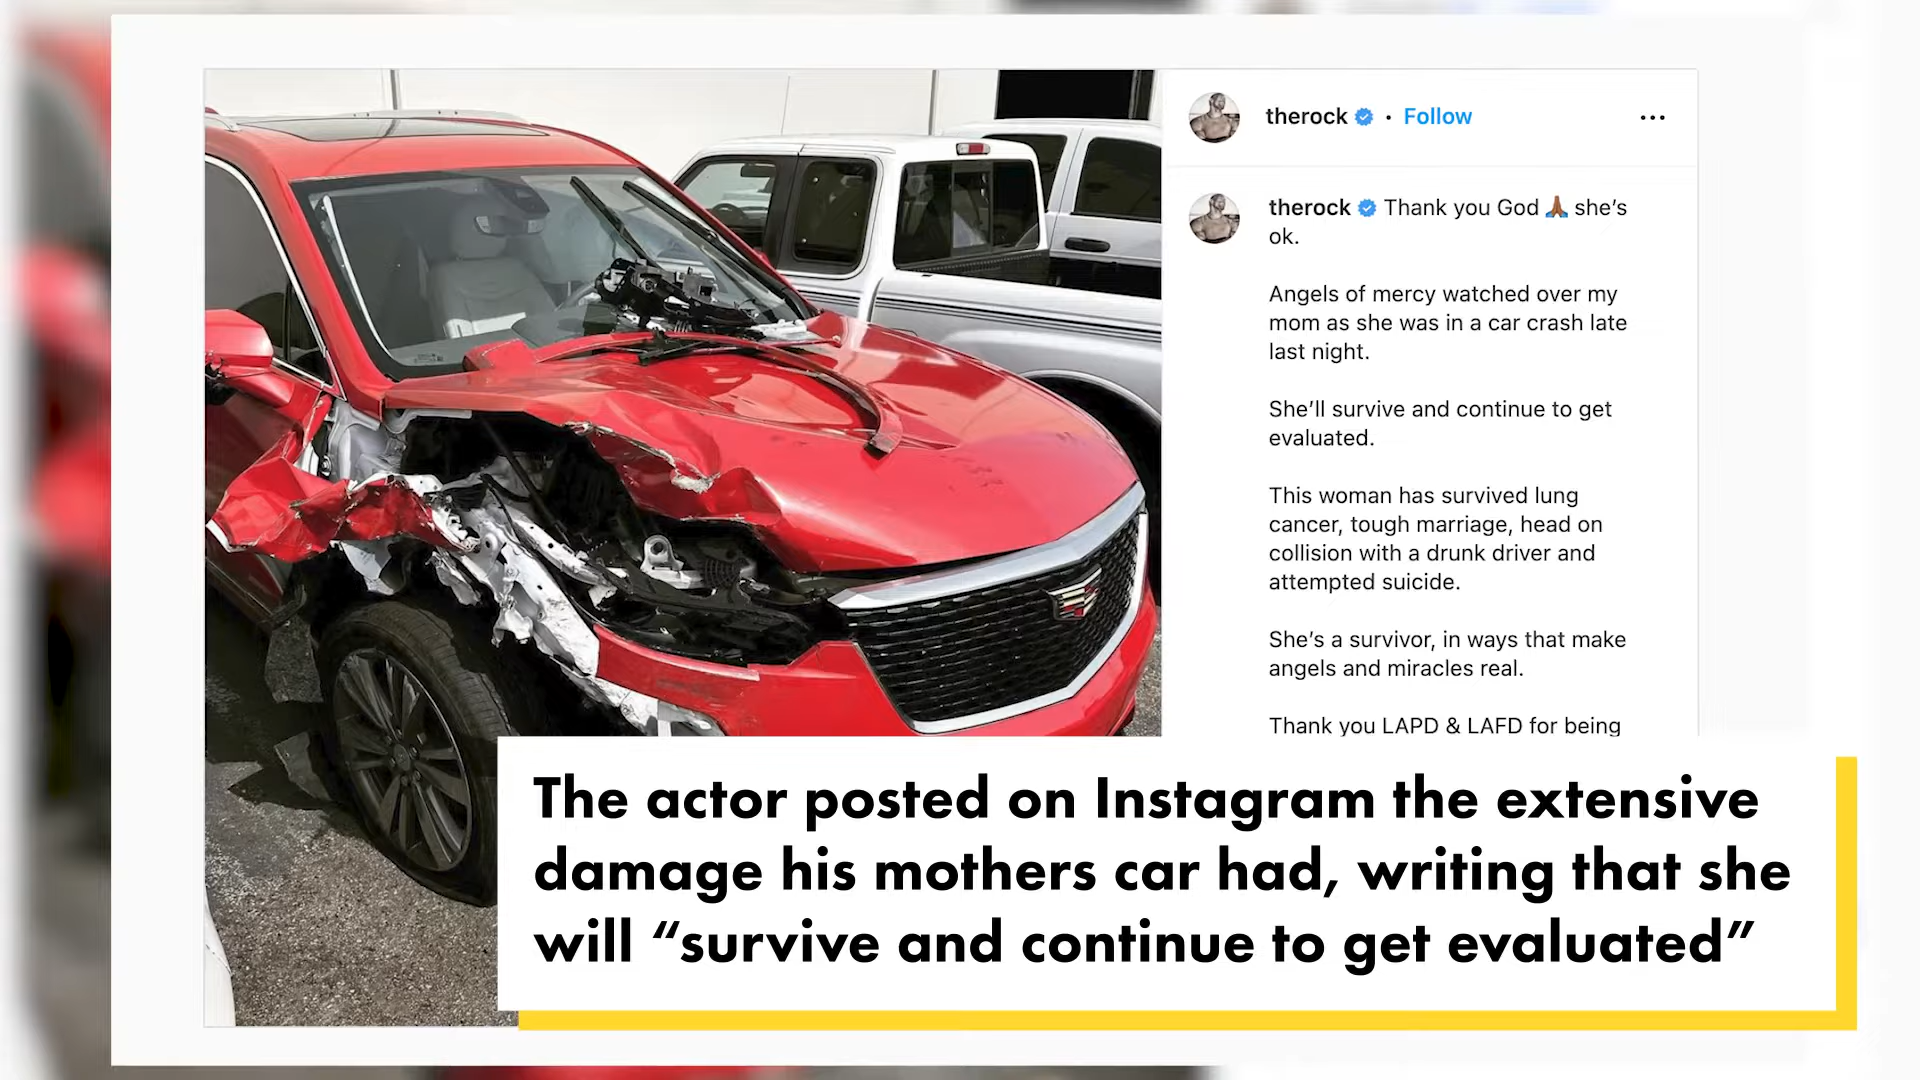 therock • Follow ...
therock Thank you God 🙏🏾 she’s
ok.
Angels of mercy watched over my
mom as she was in a car crash late
last night.
She’ll survive and continue to get
evaluated.
This woman has survived lung
cancer, tough marriage, head on
collision with a drunk driver and
attempted suicide.
She’s a survivor, in ways that make
angels and miracles real.
Thank you LAPD & LAFD for being
The actor posted on Instagram the extensive
damage his mothers car had, writing that she
will “survive and continue to get evaluated”